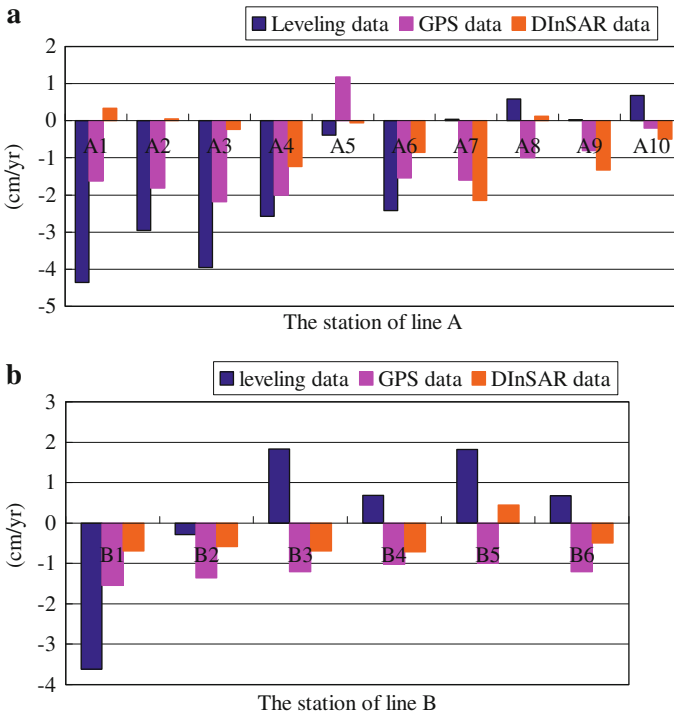 a
Leveling data GPS data DInSAR data
2
1
0
-1
-2
-3
-4
-5
(cm/yr)
A1 A2 A3 A4 A5 A6 A7 A8 A9 A10
The station of line A
b
leveling data GPS data DInSAR data
3
2
1
0
-1
-2
-3
-4
(cm/yr)
B1 B2 B3 B4 B5 B6
The station of line B